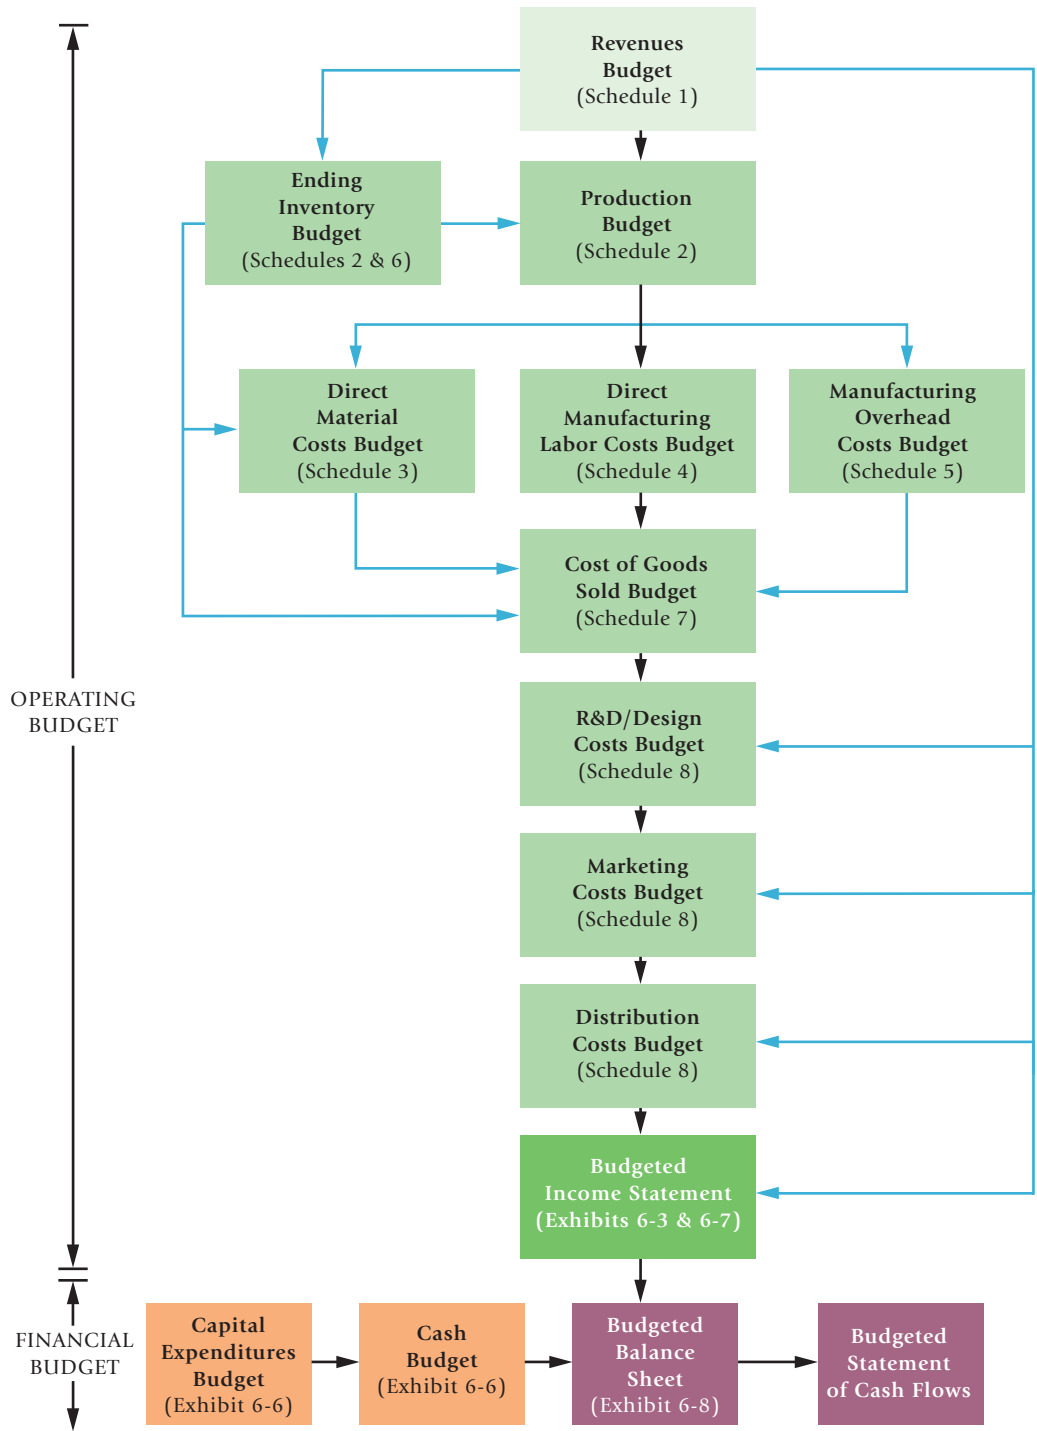 Revenues
Budget
(Schedule 1)
Ending
Inventory
Budget
(Schedules 2 & 6)
Production
Budget
(Schedule 2)
Direct
Material
Costs Budget
(Schedule 3)
Direct
Manufacturing
Labor Costs Budget
(Schedule 4)
Manufacturing
Overhead
Costs Budget
(Schedule 5)
Cost of Goods
Sold Budget
(Schedule 7)
OPERATING
BUDGET
R&D/Design
Costs Budget
(Schedule 8)
Marketing
Costs Budget
(Schedule 8)
Distribution
Costs Budget
(Schedule 8)
Budgeted
Income Statement
(Exhibits 6-3 & 6-7)
FINANCIAL
BUDGET
Capital
Expenditures
Budget
(Exhibit 6-6)
Cash
Budget
(Exhibit 6-6)
Budgeted
Balance
Sheet
(Exhibit 6-8)
Budgeted
Statement
of Cash Flows